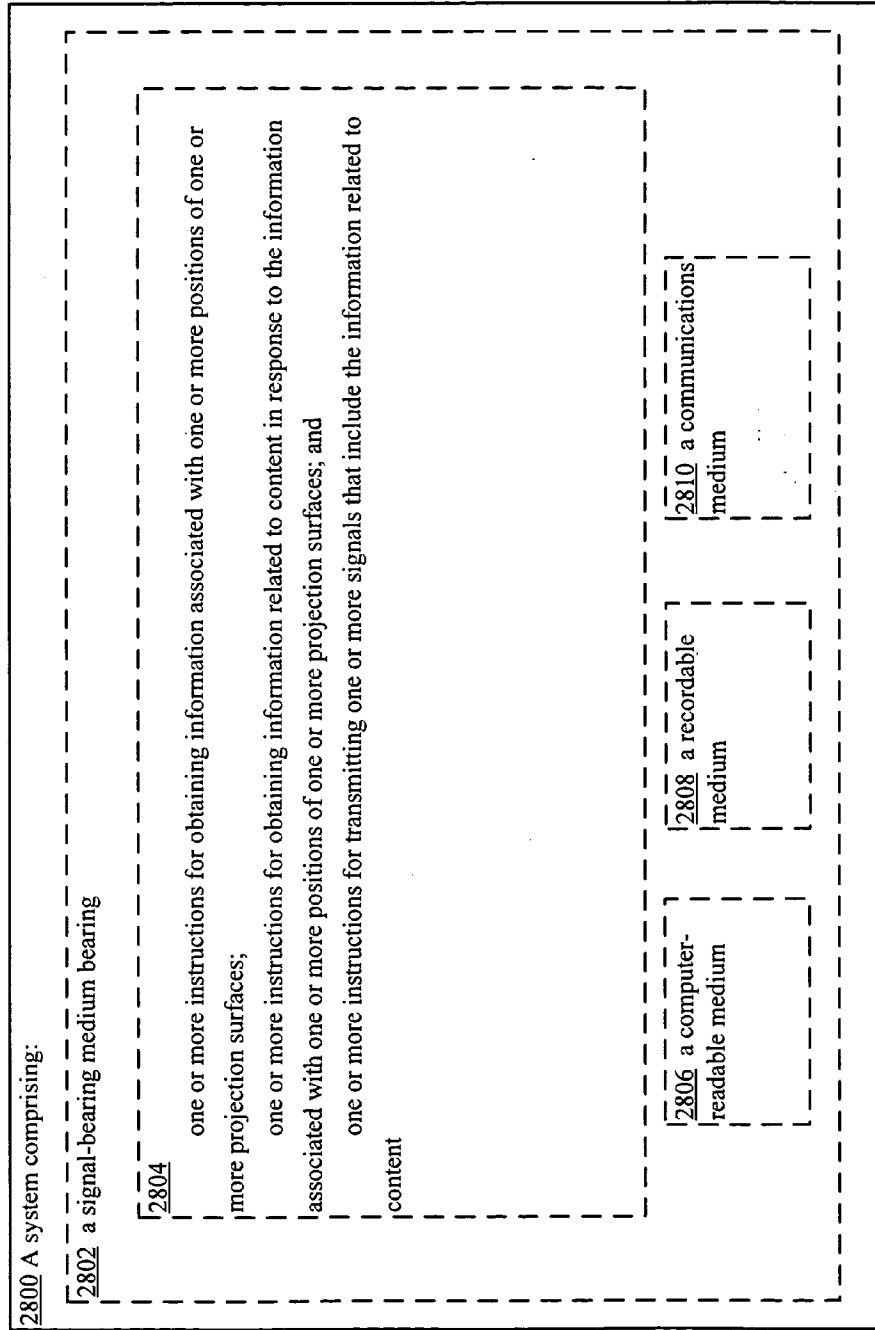 2800 A system comprising:
2802 a signal-bearing medium bearing
2804
one or more instructions for obtaining information associated with one or more positions of one or
more projection surfaces;
one or more instructions for obtaining information related to content in response to the information
associated with one or more positions of one or more projection surfaces; and
one or more instructions for transmitting one or more signals that include the information related to
content
2806 a computer-
readable medium
2808 a recordable
medium
2810 a communications
medium